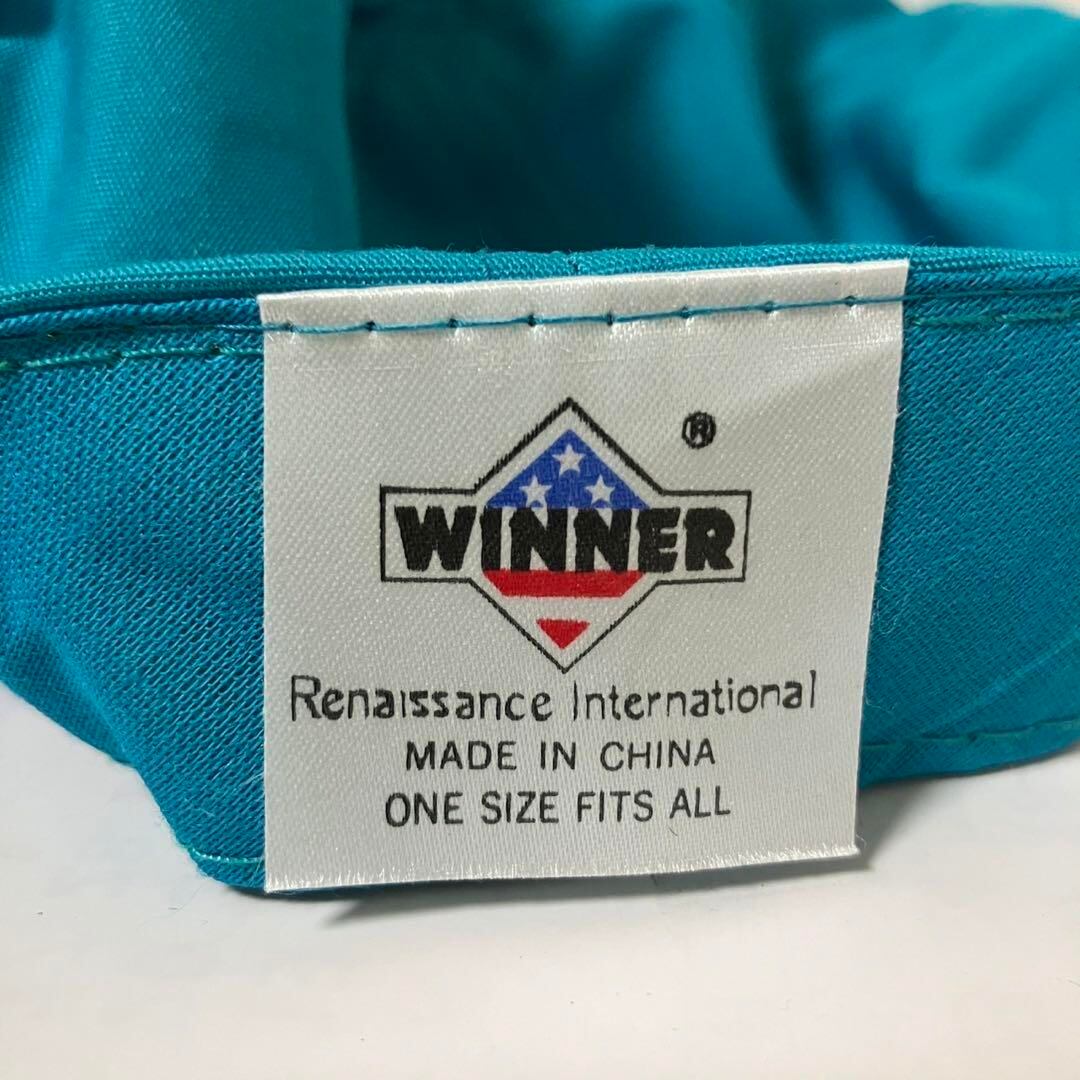 ®
WINNER
Renaissance International
MADE IN CHINA
ONE SIZE FITS ALL